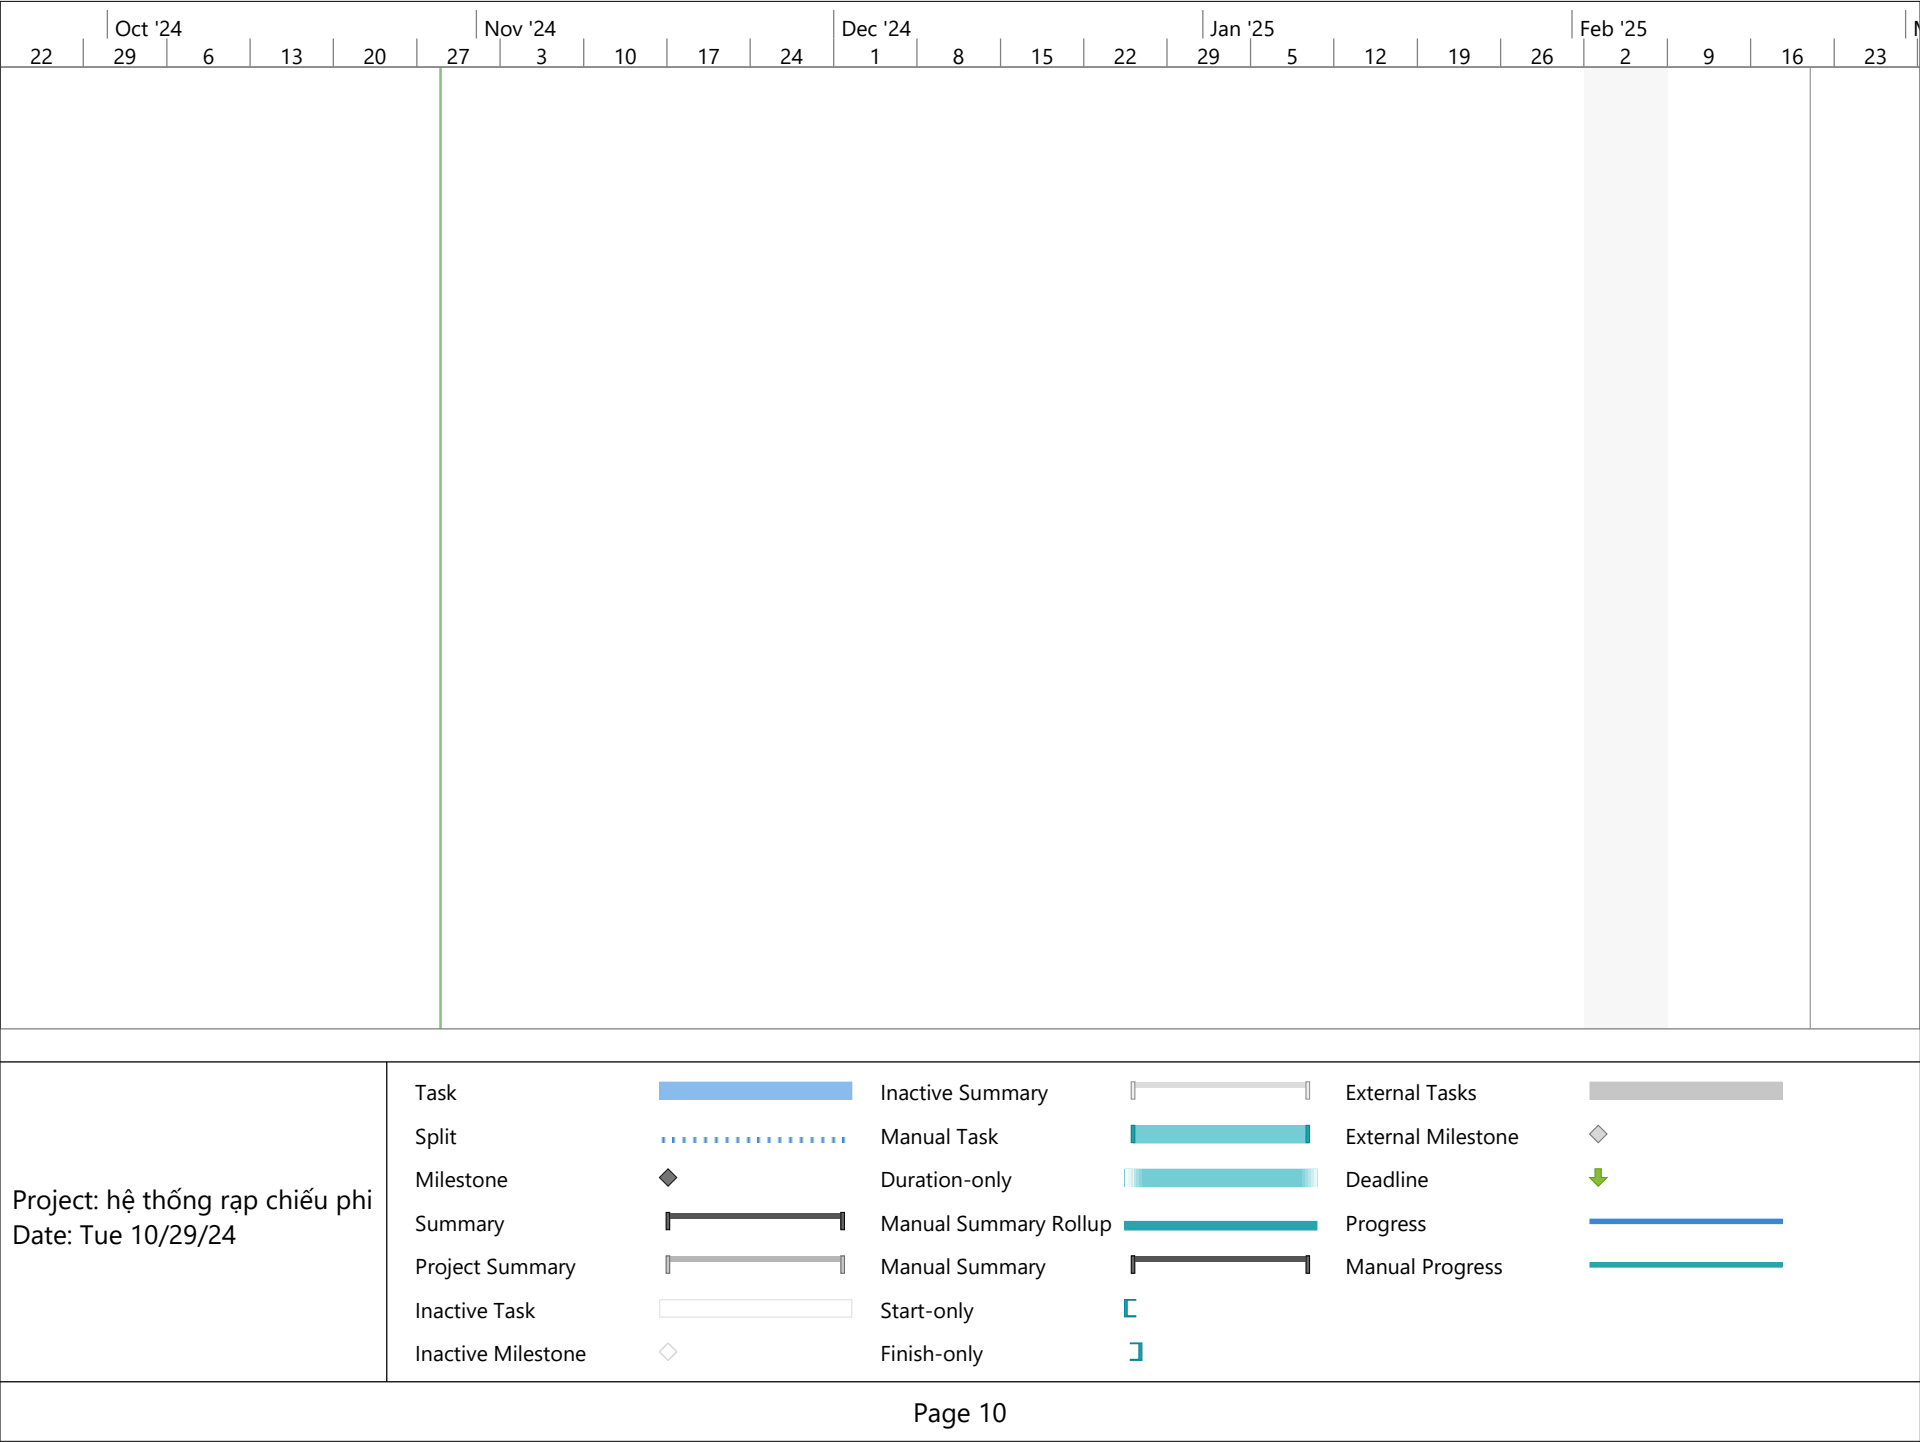 Oct '24 Nov '24 Dec '24 Jan '25 Feb '25
22 29 6 13 20 27 3 10 17 24 1 8 15 22 29 5 12 19 26 2 9 16 23
Project: hệ thống rạp chiếu phi
Date: Tue 10/29/24
Task
Split
Milestone
Summary
Project Summary
Inactive Task
Inactive Milestone
Inactive Summary
Manual Task
Duration-only
Manual Summary Rollup
Manual Summary
Start-only
Finish-only
External Tasks
External Milestone
Deadline
Progress
Manual Progress
Page 10